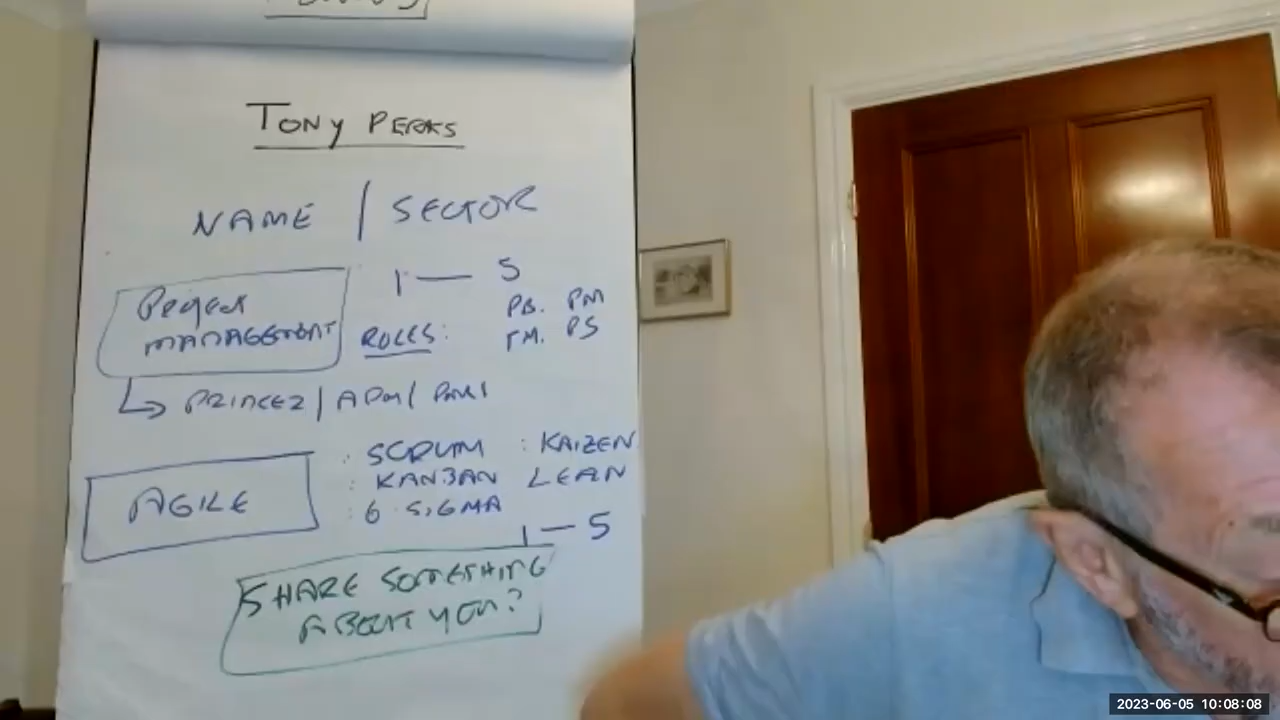 TONY PERKS
NAME / SECTOR
PROJECT MANAGEMENT
1 — 5
ROLES: PB. PM
TM. PS
PRINCE2 / APM / PMI
AGILE
: SCRUM : KAIZEN
: KANBAN LEAN
: 6 SIGMA
1 — 5
SHARE SOMETHING
ABOUT YOU?
2023-06-05 10:08:08